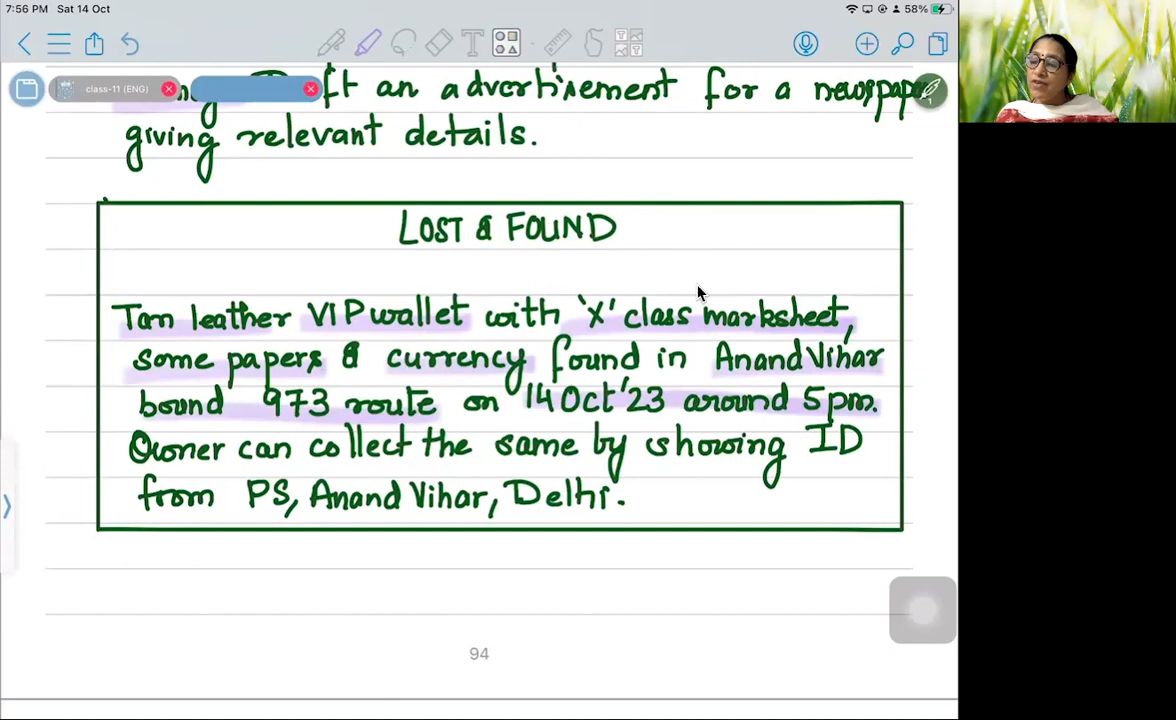 7:56 PM Sat 14 Oct
58%
class-11 (ENG)
an advertisement for a newspaper
giving relevant details.
LOST & FOUND
Tan leather VIP wallet with 'X' class marksheet,
some papers & currency found in Anand Vihar
bound 973 route on 14 Oct'23 around 5pm.
Owner can collect the same by showing ID
from PS, Anand Vihar, Delhi.
94